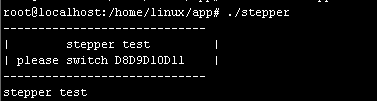 root@localhost:/home/linux/app# ./stepper
-----------------------------
|        stepper test        |
| please switch D8D9D10D11   |
-----------------------------
stepper test